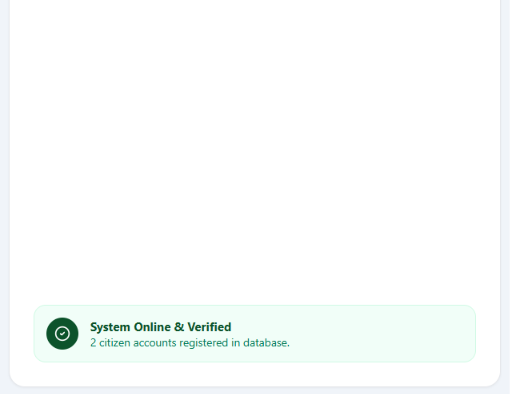 System Online & Verified
2 citizen accounts registered in database.